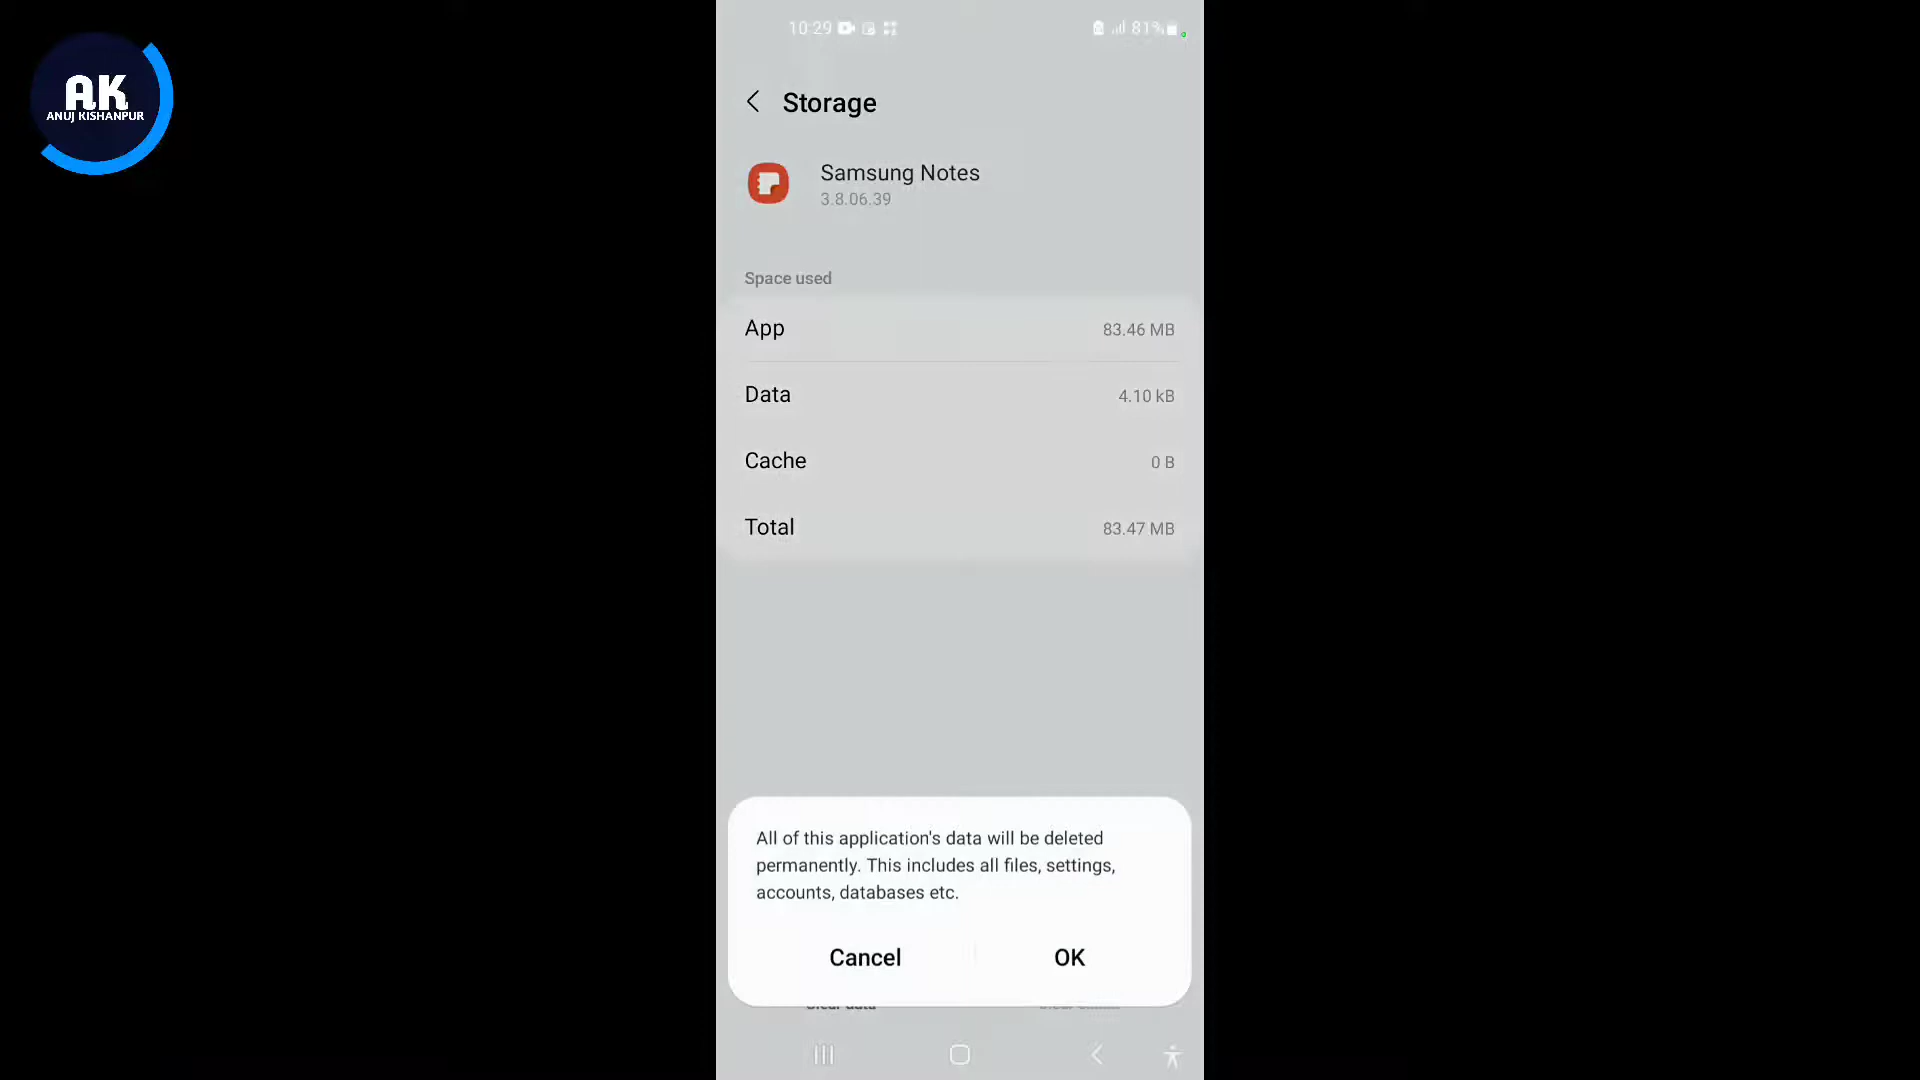 AK
ANUJ KISHANPUR
10:29
81%
Storage
Samsung Notes
3.8.06.39
Space used
App 83.46 MB
Data 4.10 kB
Cache 0 B
Total 83.47 MB
All of this application's data will be deleted
permanently. This includes all files, settings,
accounts, databases etc.
Cancel OK
Clear data